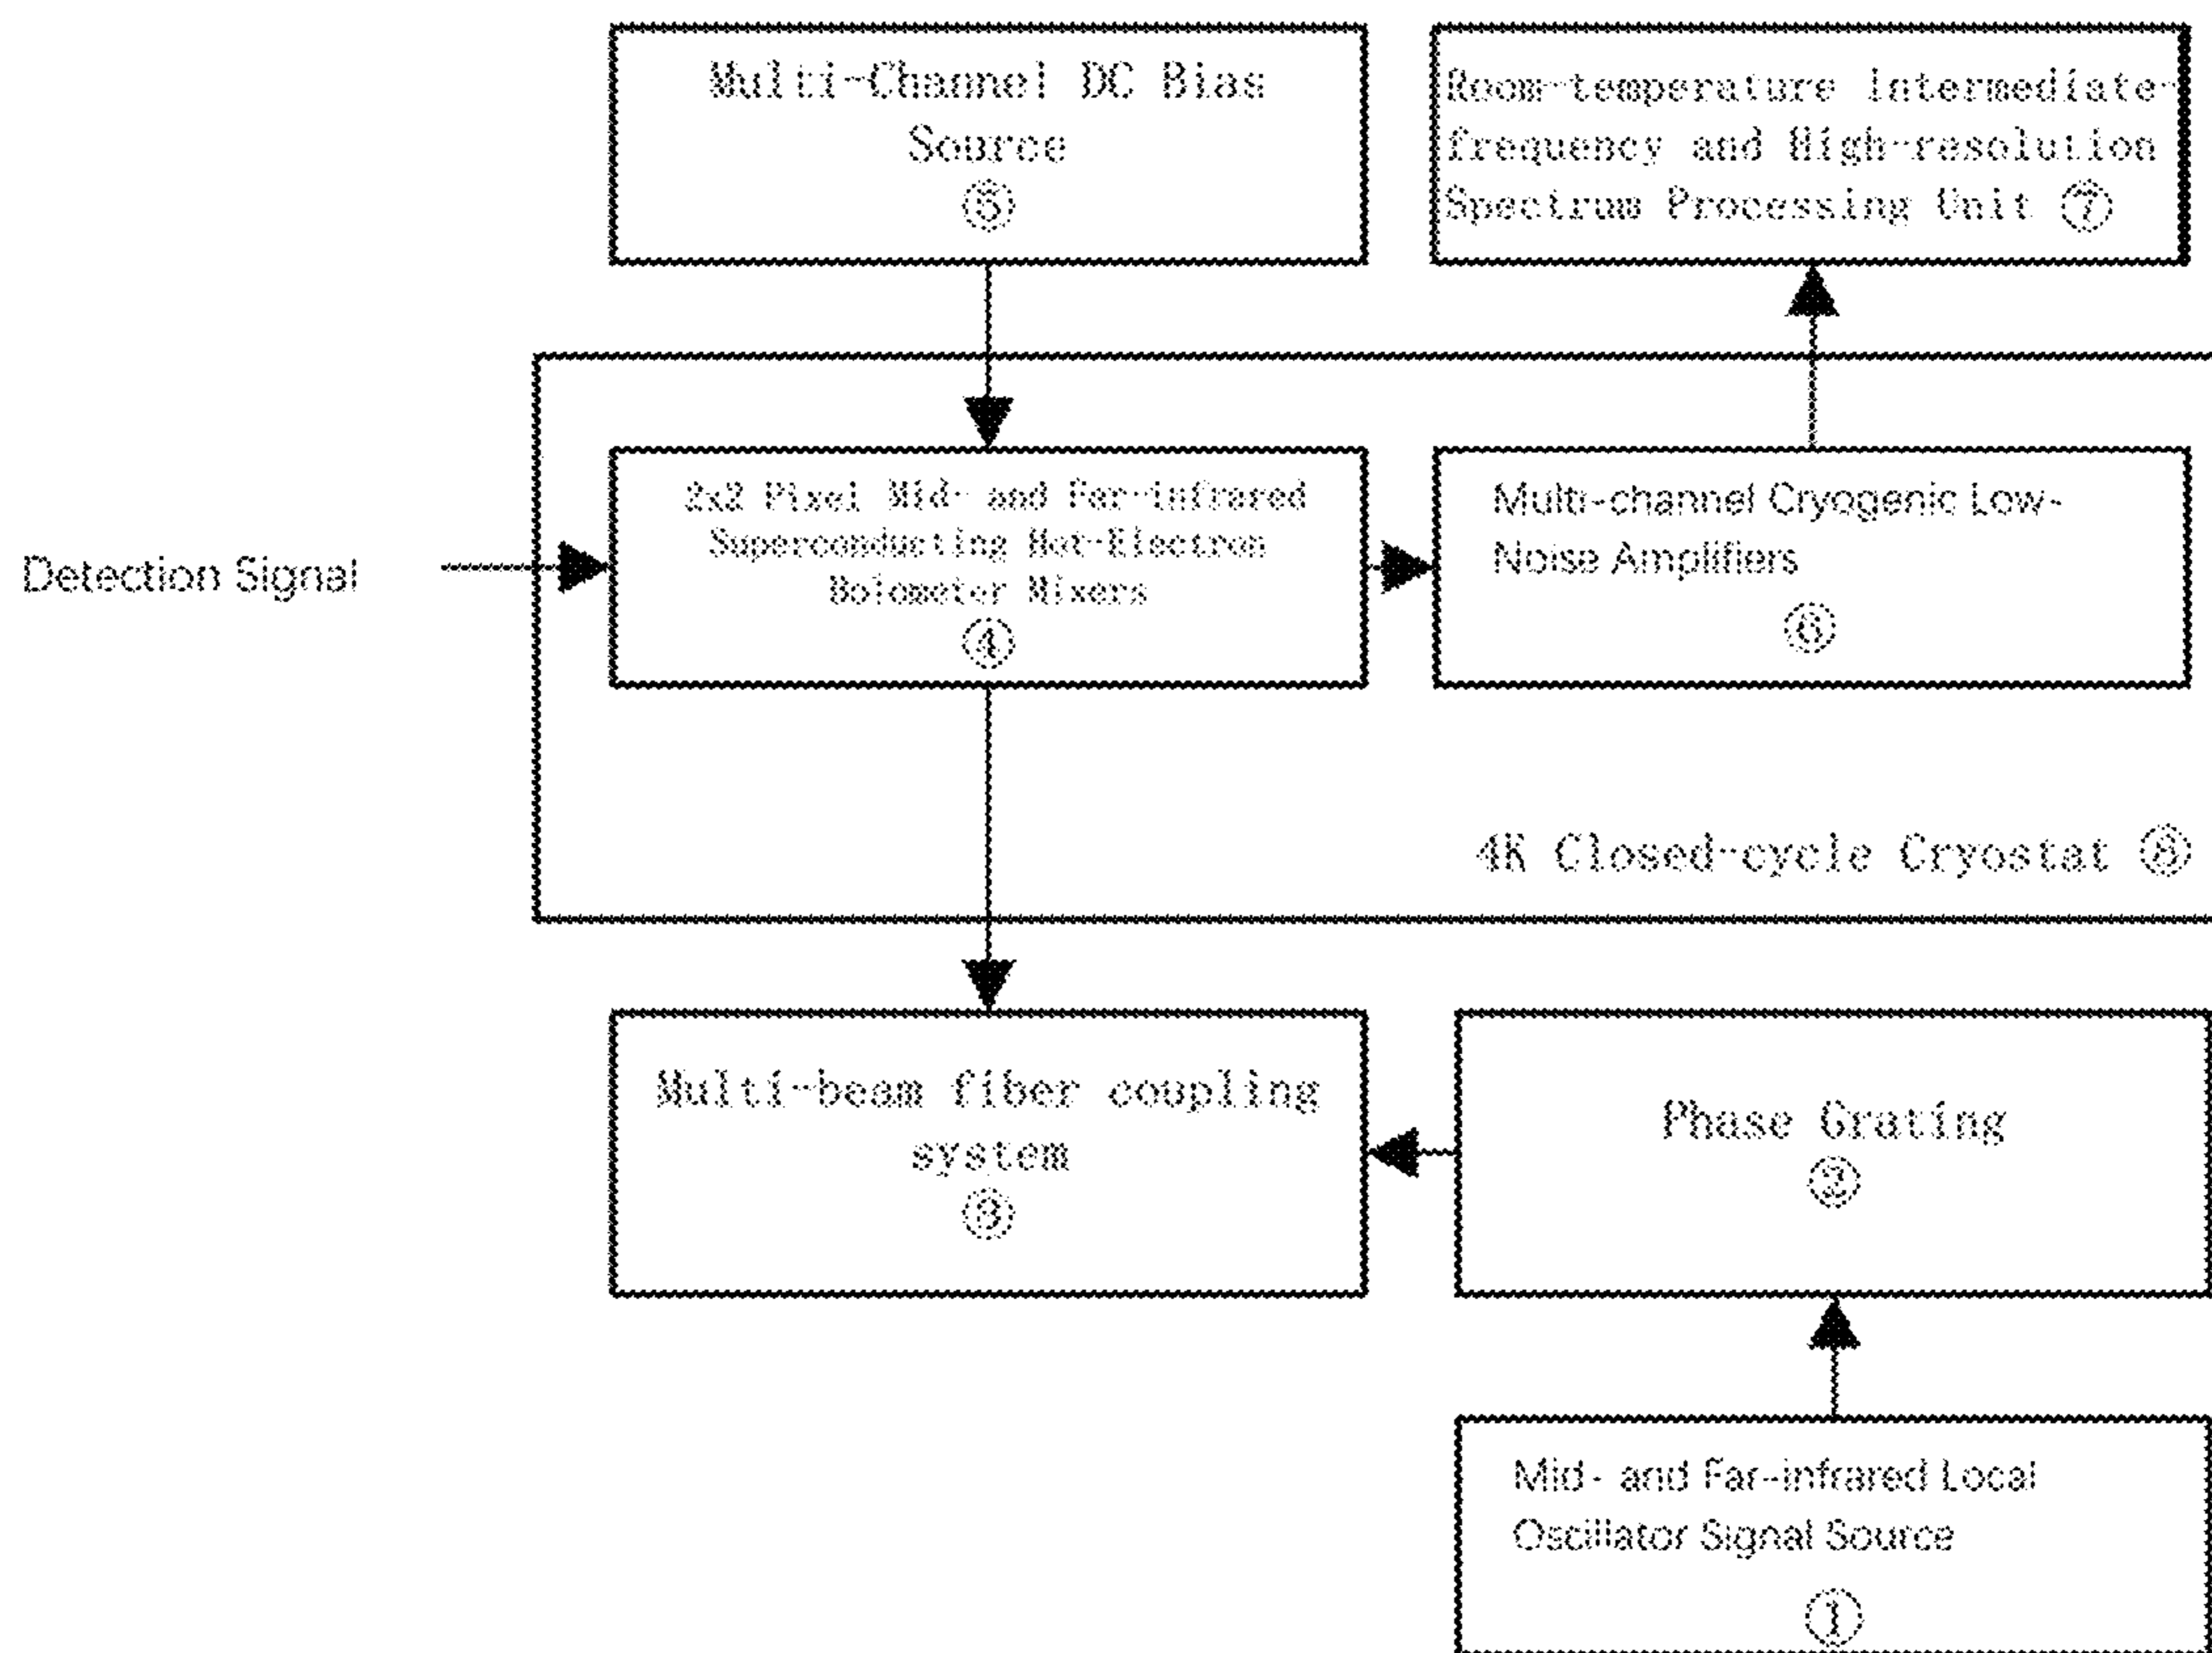 Multi-Channel DC Bias
Source
⑤
Room-temperature Intermediate-
frequency and High-resolution
Spectrum Processing Unit ⑦
Detection Signal
2x2 Pixel Mid- and Far-infrared
Superconducting Hot-Electron
Bolometer Mixers
④
Multi-channel Cryogenic Low-
Noise Amplifiers
⑥
4K Closed-cycle Cryostat ⑧
Multi-beam fiber coupling
system
③
Phase Grating
②
Mid- and Far-infrared Local
Oscillator Signal Source
①